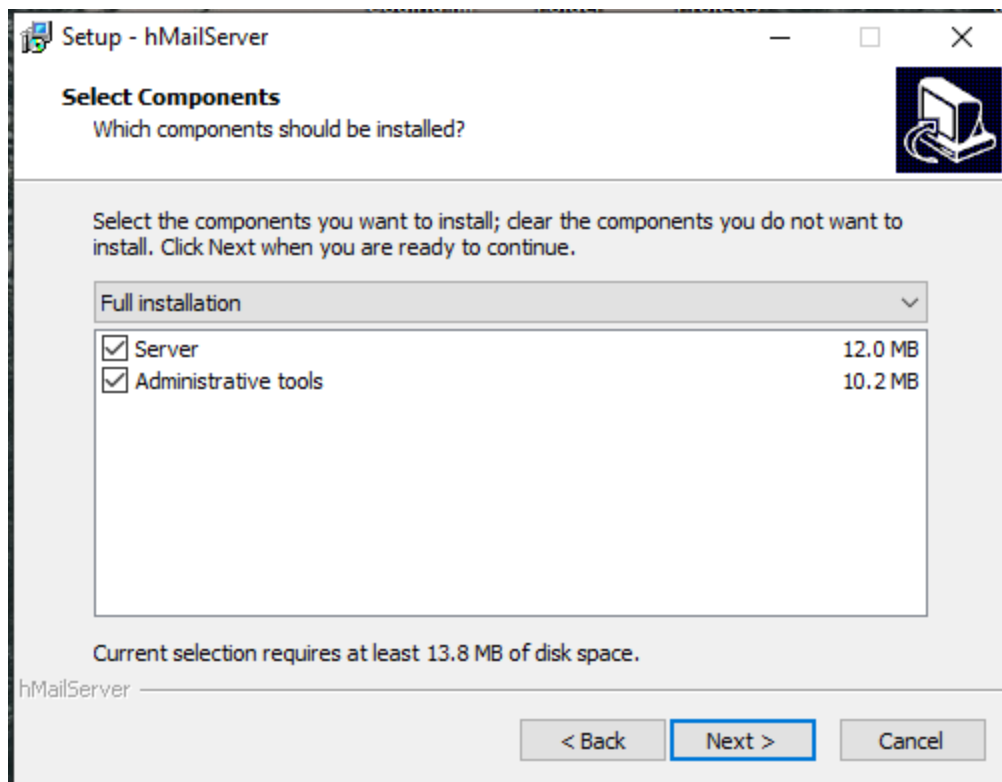 Setup - hMailServer
Select Components
Which components should be installed?
Select the components you want to install; clear the components you do not want to
install. Click Next when you are ready to continue.
Full installation
Server 12.0 MB
Administrative tools 10.2 MB
Current selection requires at least 13.8 MB of disk space.
hMailServer
< Back Next > Cancel